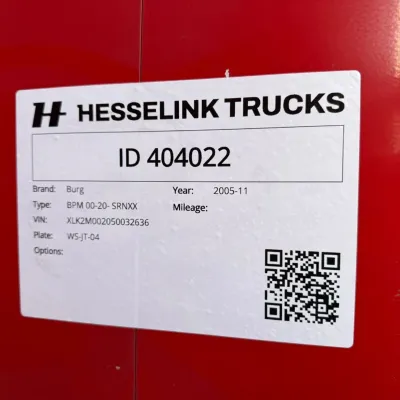 HESSELINK TRUCKS
ID 404022
Brand: Burg Year: 2005-11
Type: BPM 00-20- SRNXX Mileage:
VIN: XLK2M002050032636
Plate: WS-JT-04
Options: